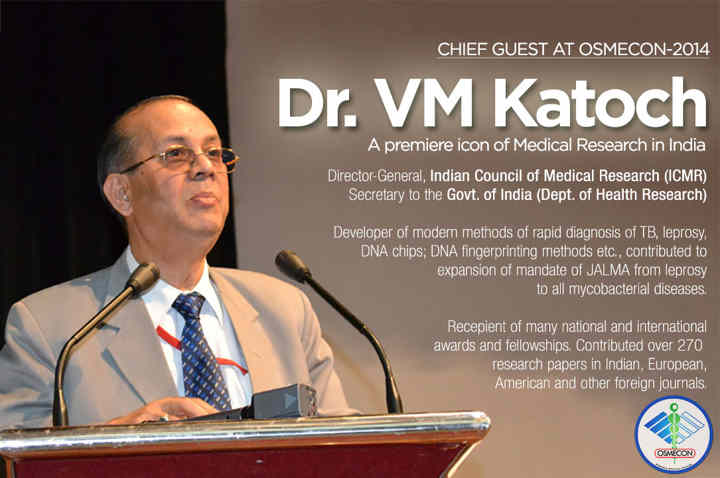 CHIEF GUEST AT OSMECON-2014
Dr. VM Katoch
A premiere icon of Medical Research in India
Director-General, Indian Council of Medical Research (ICMR)
Secretary to the Govt. of India (Dept. of Health Research)
Developer of modern methods of rapid diagnosis of TB, leprosy,
DNA chips; DNA fingerprinting methods etc., contributed to
expansion of mandate of JALMA from leprosy
to all mycobacterial diseases.
Recepient of many national and international
awards and fellowships. Contributed over 270
research papers in Indian, European,
American and other foreign journals.
OSMECON